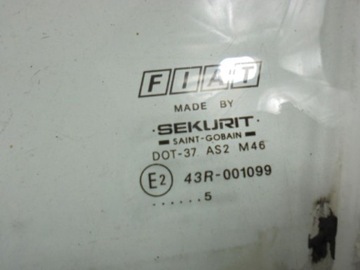 FIAT
MADE BY
·SEKURIT·
SAINT-GOBAIN
DOT-37 AS2 M46
E2 43R-001099
......5